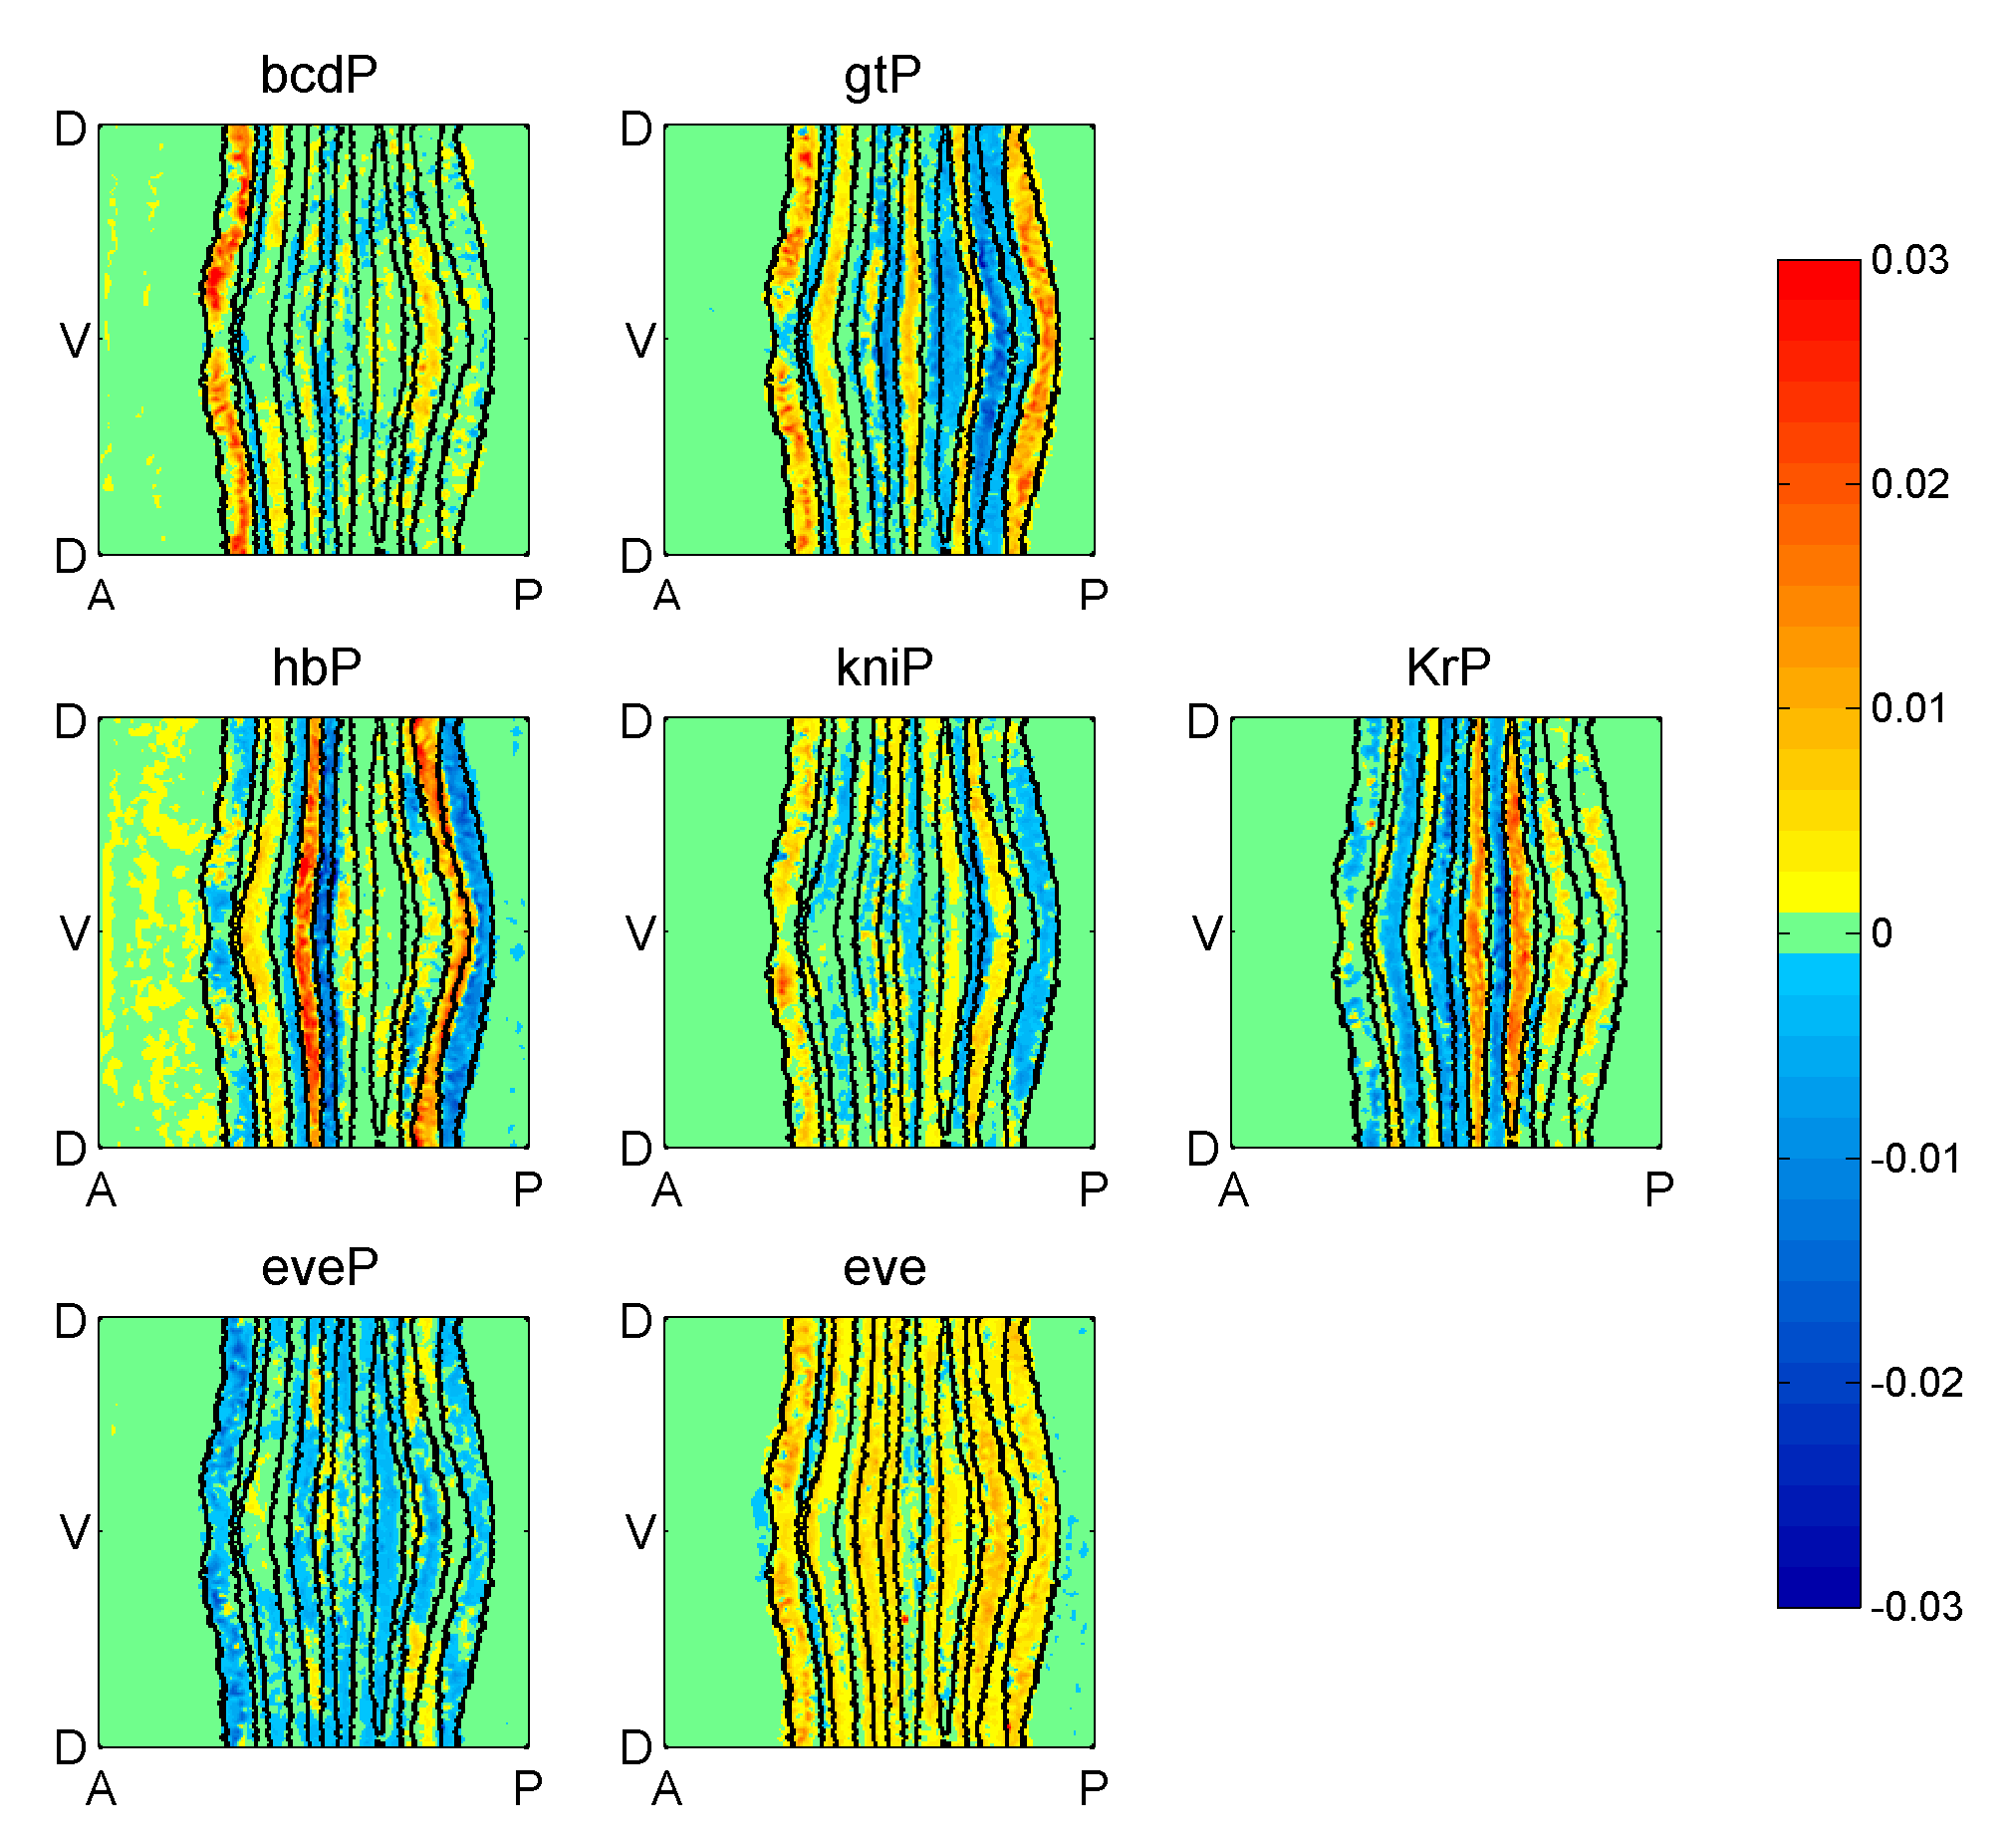 bcdP
gtP
D
D
V
V
D
D
A
P
A
P
0.03
0.02
0.01
0
-0.01
-0.02
-0.03
hbP
kniP
KrP
D
D
D
V
V
V
D
D
D
A
P
A
P
A
P
eveP
eve
D
D
V
V
D
D
A
P
A
P